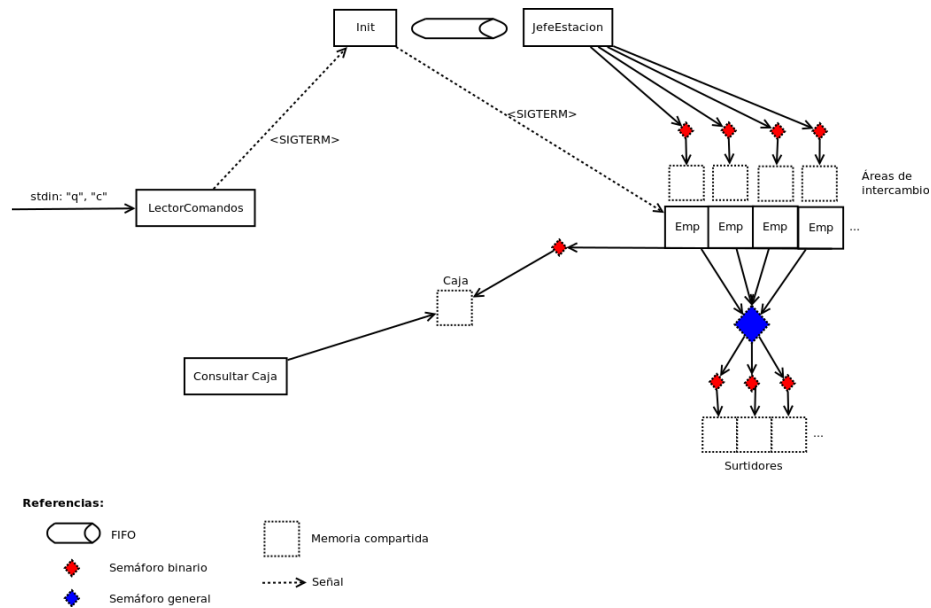 Init
JefeEstacion
<SIGTERM>
<SIGTERM>
stdin: "q", "c"
LectorComandos
Áreas de
intercambio
Emp
Emp
Emp
Emp
...
Caja
Consultar Caja
...
Surtidores
Referencias:
FIFO
Memoria compartida
Semáforo binario
Señal
Semáforo general